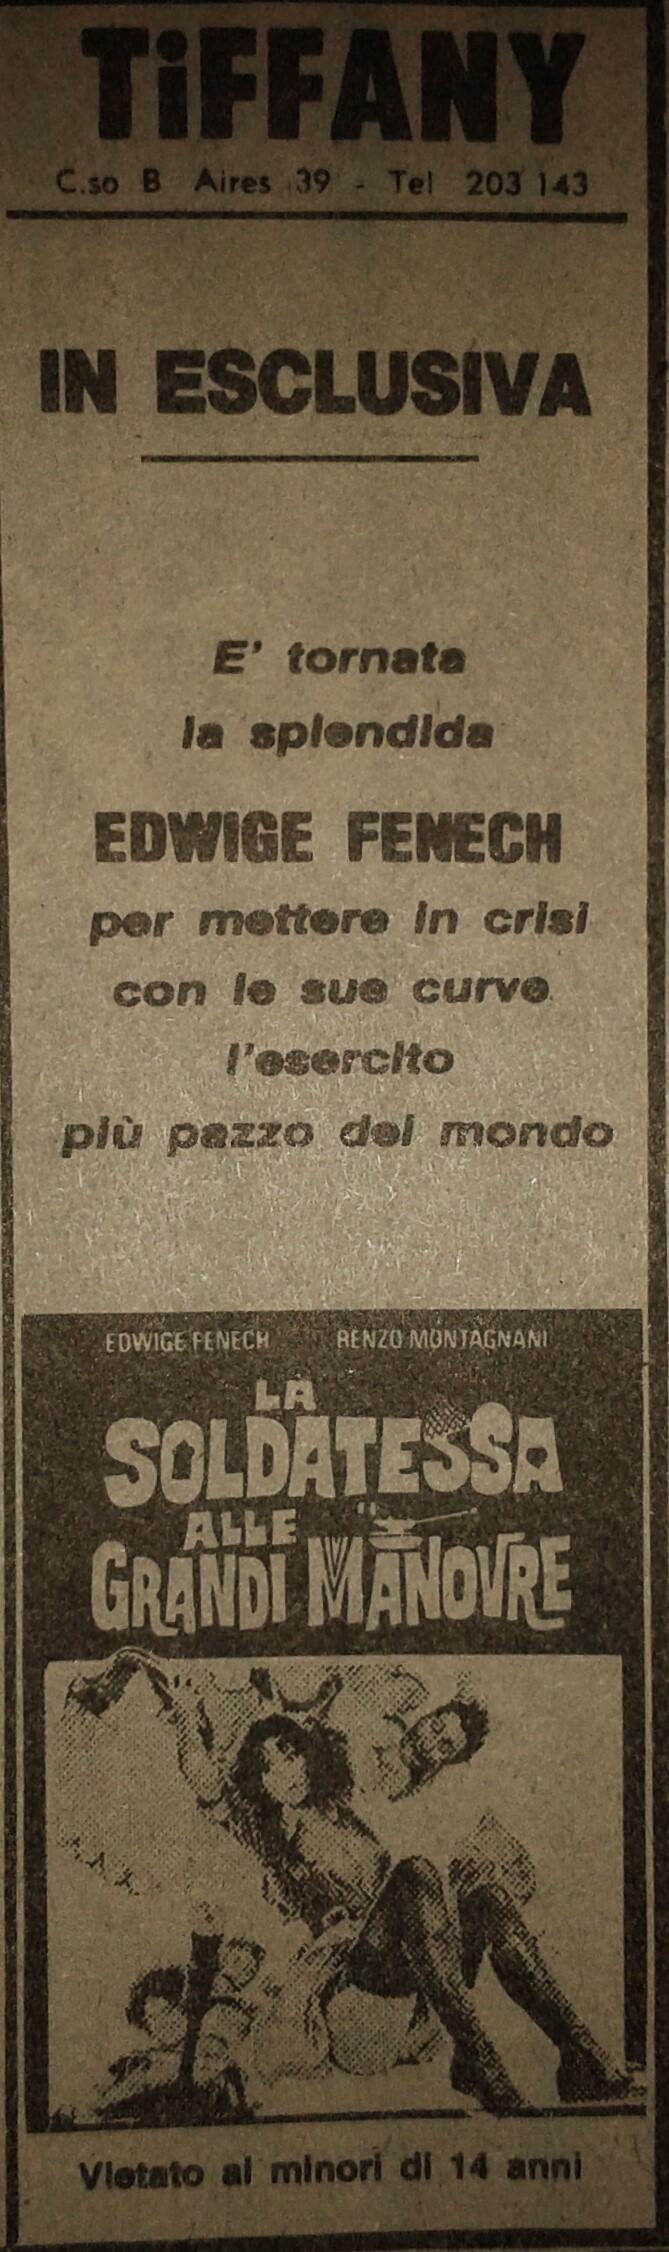 TiFFANY
C.so B Aires 39 - Tel 203 143
IN ESCLUSIVA
E' tornata
la splendida
EDWIGE FENECH
per mettere in crisi
con le sue curve
l'esercito
più pazzo del mondo
EDWIGE FENECH RENZO MONTAGNANI
LA
SOLDATESSA
ALLE
GRANDI MANOVRE
Vietato ai minori di 14 anni